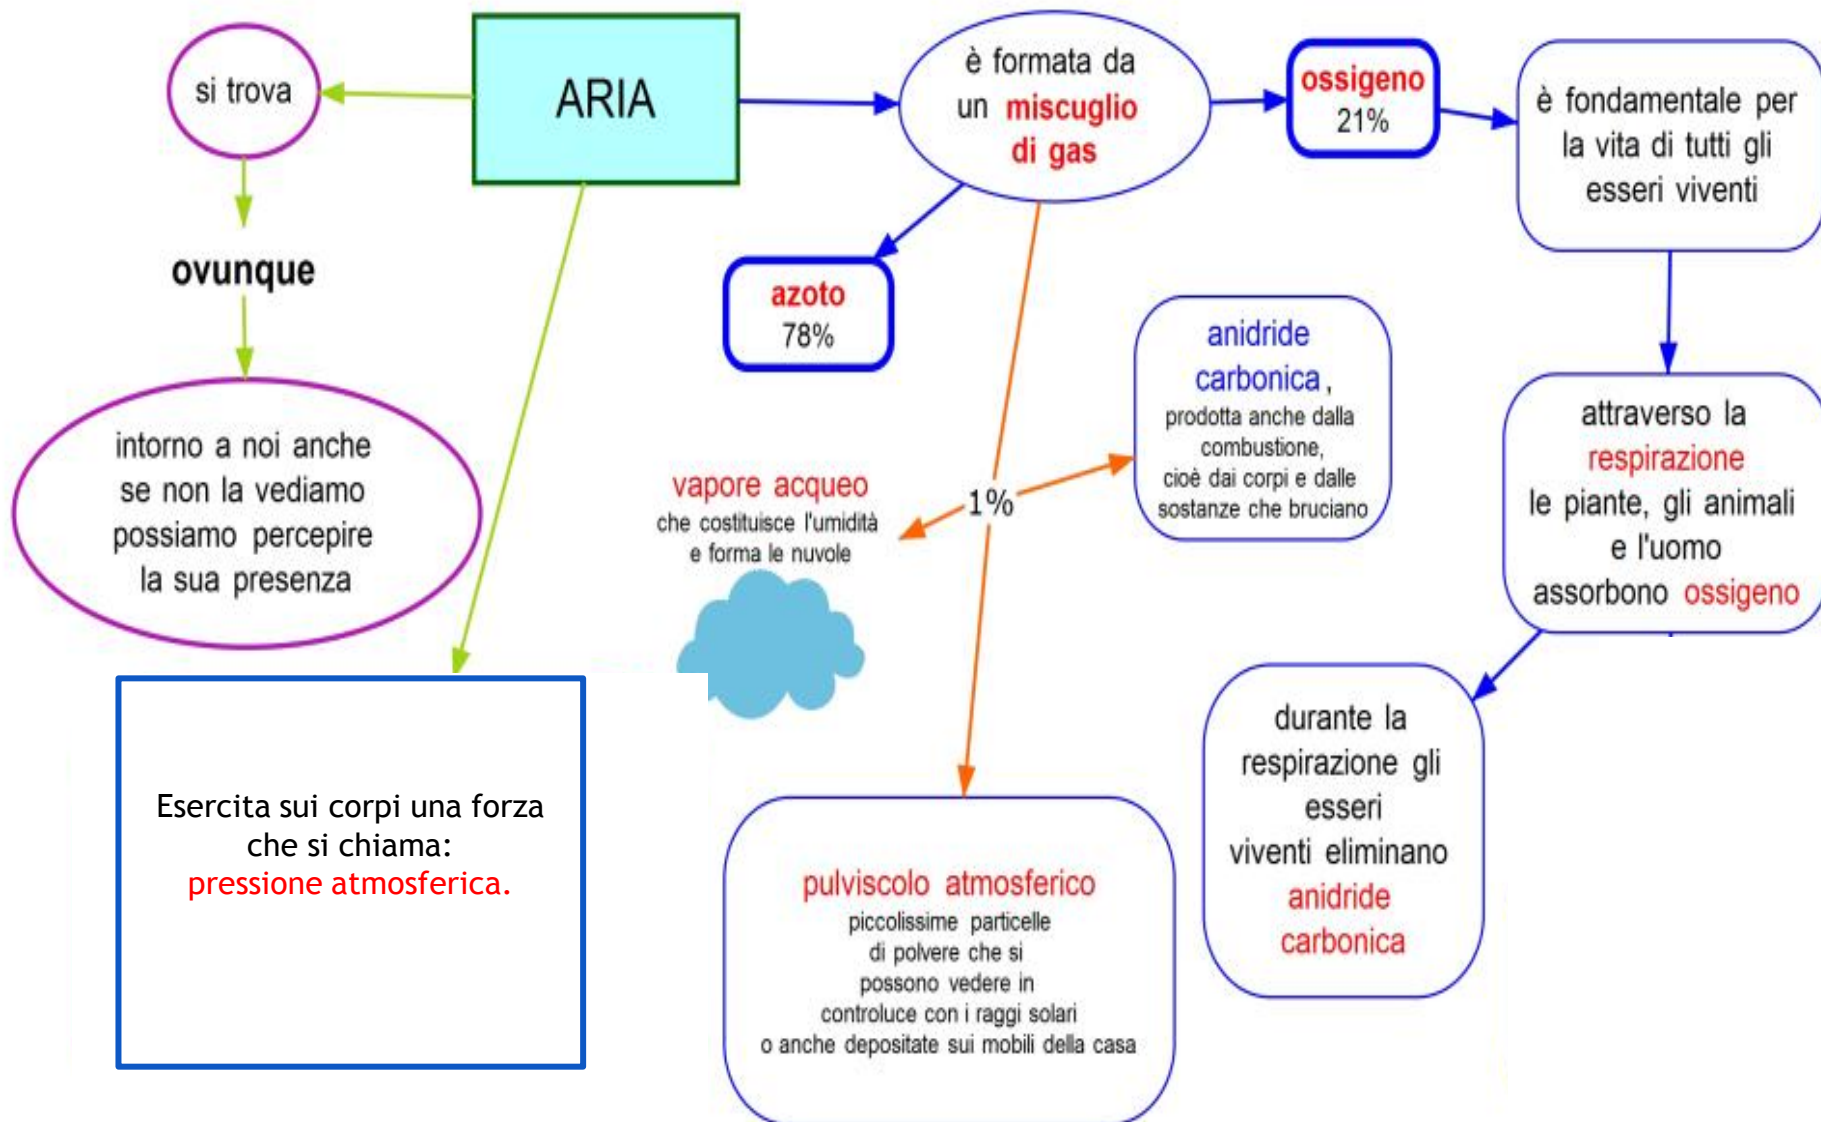 si trova
ARIA
è formata da
un miscuglio
di gas
ossigeno
21%
è fondamentale per
la vita di tutti gli
esseri viventi
ovunque
azoto
78%
intorno a noi anche
se non la vediamo
possiamo percepire
la sua presenza
vapore acqueo
che costituisce l'umidità
e forma le nuvole
1%
anidride
carbonica,
prodotta anche dalla
combustione,
cioè dai corpi e dalle
sostanze che bruciano
attraverso la
respirazione
le piante, gli animali
e l'uomo
assorbono ossigeno
Esercita sui corpi una forza
che si chiama:
pressione atmosferica.
pulviscolo atmosferico
piccolissime particelle
di polvere che si
possono vedere in
controluce con i raggi solari
o anche depositate sui mobili della casa
durante la
respirazione gli
esseri
viventi eliminano
anidride
carbonica